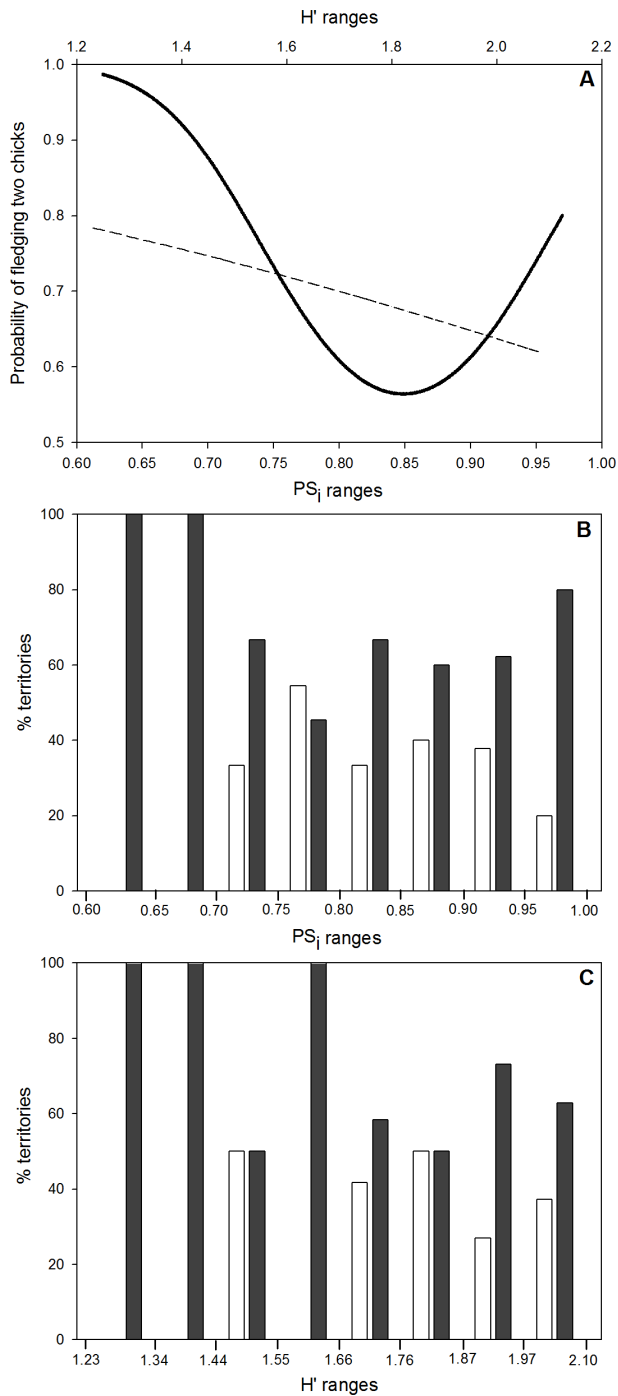 H' ranges
1.2 1.4 1.6 1.8 2.0 2.2
A
Probability of fledging two chicks
1.0
0.9
0.8
0.7
0.6
0.5
0.60 0.65 0.70 0.75 0.80 0.85 0.90 0.95 1.00
PSi ranges
B
% territories
100
80
60
40
20
0
0.60 0.65 0.70 0.75 0.80 0.85 0.90 0.95 1.00
PSi ranges
C
% territories
100
80
60
40
20
0
1.23 1.34 1.44 1.55 1.66 1.76 1.87 1.97 2.10
H' ranges